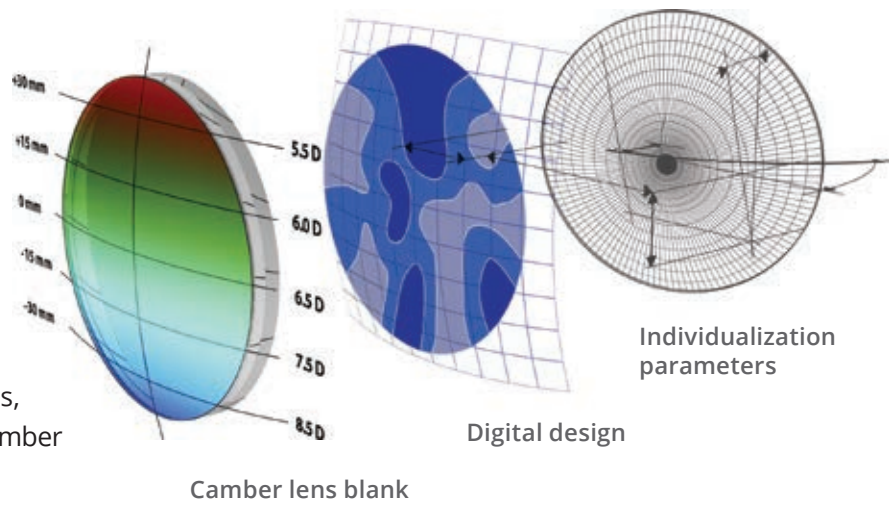 +30 mm
+15 mm
0 mm
-15 mm
-30 mm
5.5 D
6.0 D
6.5 D
7.5 D
8.5 D
Individualization
parameters
Digital design
Camber lens blank
s,
mber